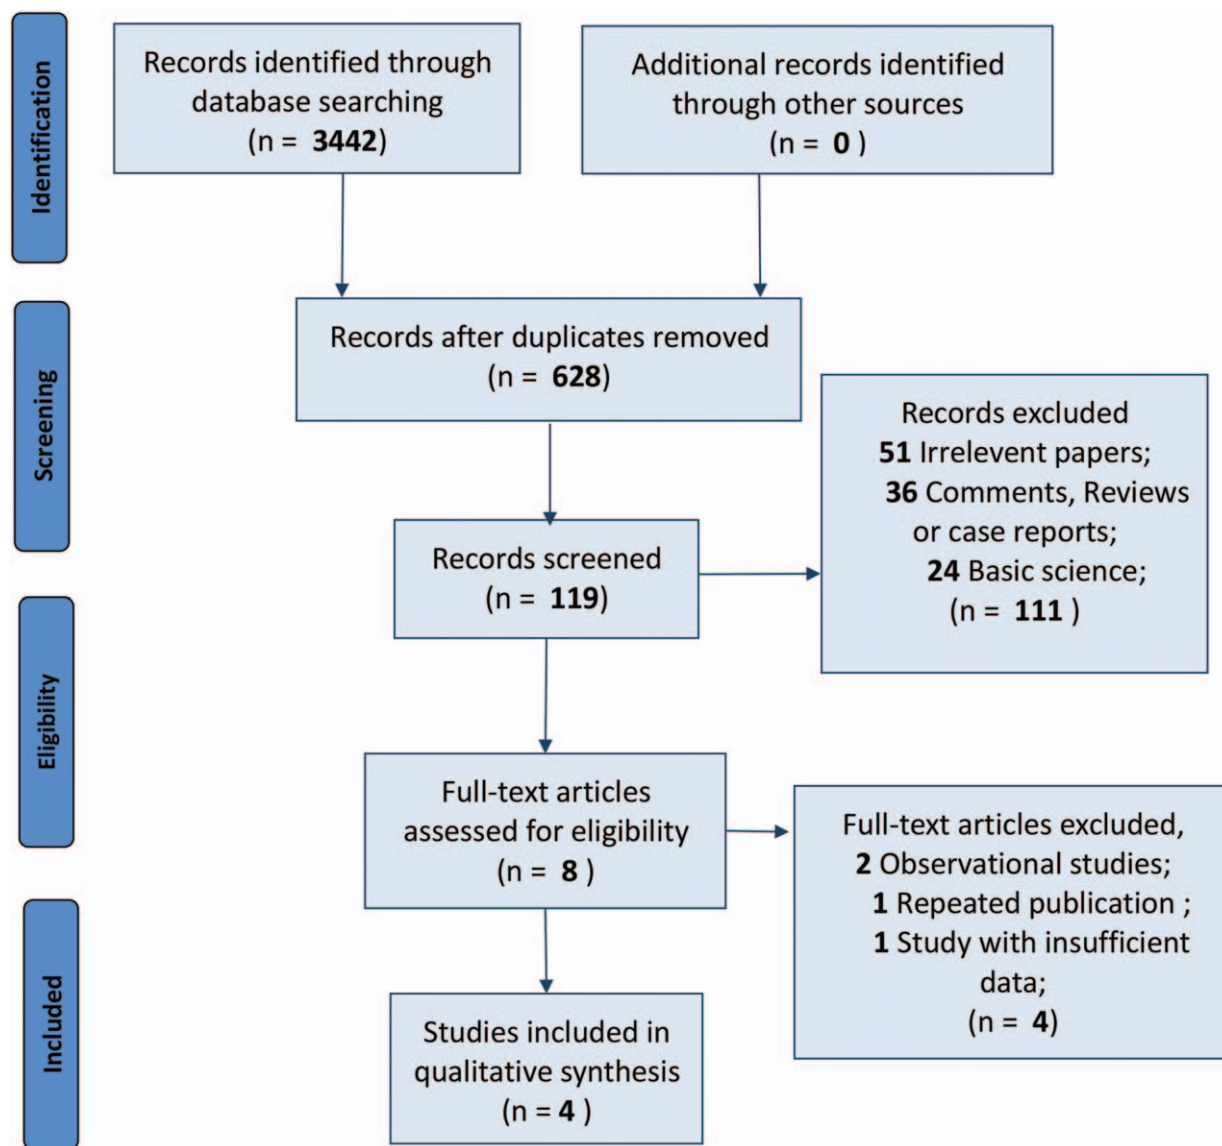 Identification
Records identified through
database searching
(n = 3442)
Additional records identified
through other sources
(n = 0 )
Screening
Records after duplicates removed
(n = 628)
Records screened
(n = 119)
Records excluded
51 Irrelevent papers;
36 Comments, Reviews
or case reports;
24 Basic science;
(n = 111 )
Eligibility
Full-text articles
assessed for eligibility
(n = 8 )
Full-text articles excluded,
2 Observational studies;
1 Repeated publication ;
1 Study with insufficient
data;
(n = 4)
Included
Studies included in
qualitative synthesis
(n = 4 )